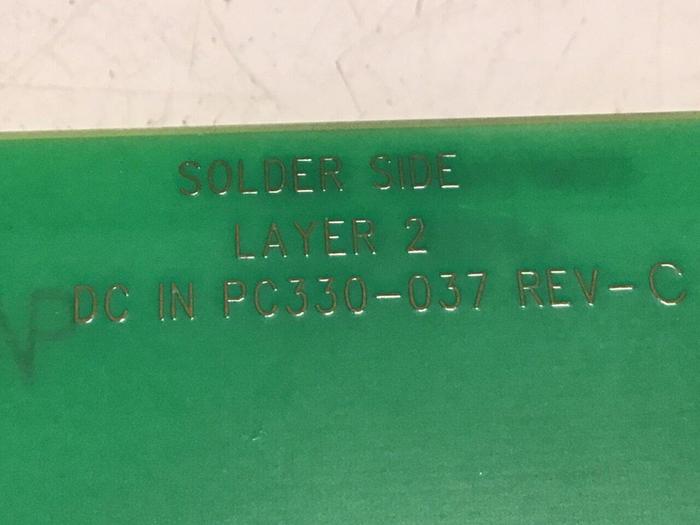 SOLDER SIDE
LAYER 2
DC IN PC330-037 REV-C